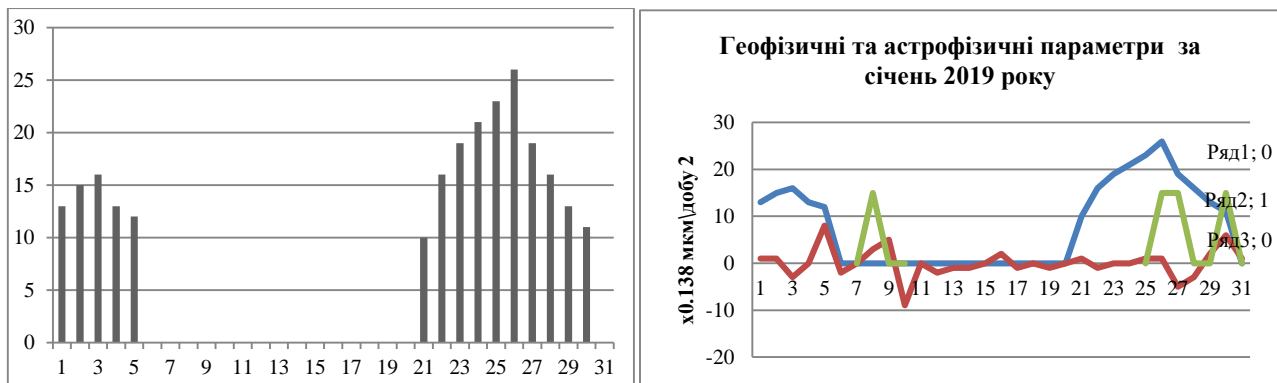 30
25
20
15
10
5
0
1 3 5 7 9 11 13 15 17 19 21 23 25 27 29 31
Геофізичні та астрофізичні параметри за
січень 2019 року
х0.138 мкм\добу 2
30
20
10
0
-10
-20
1 3 5 7 9 11 13 15 17 19 21 23 25 27 29 31
Ряд1; 0
Ряд2; 1
Ряд3; 0